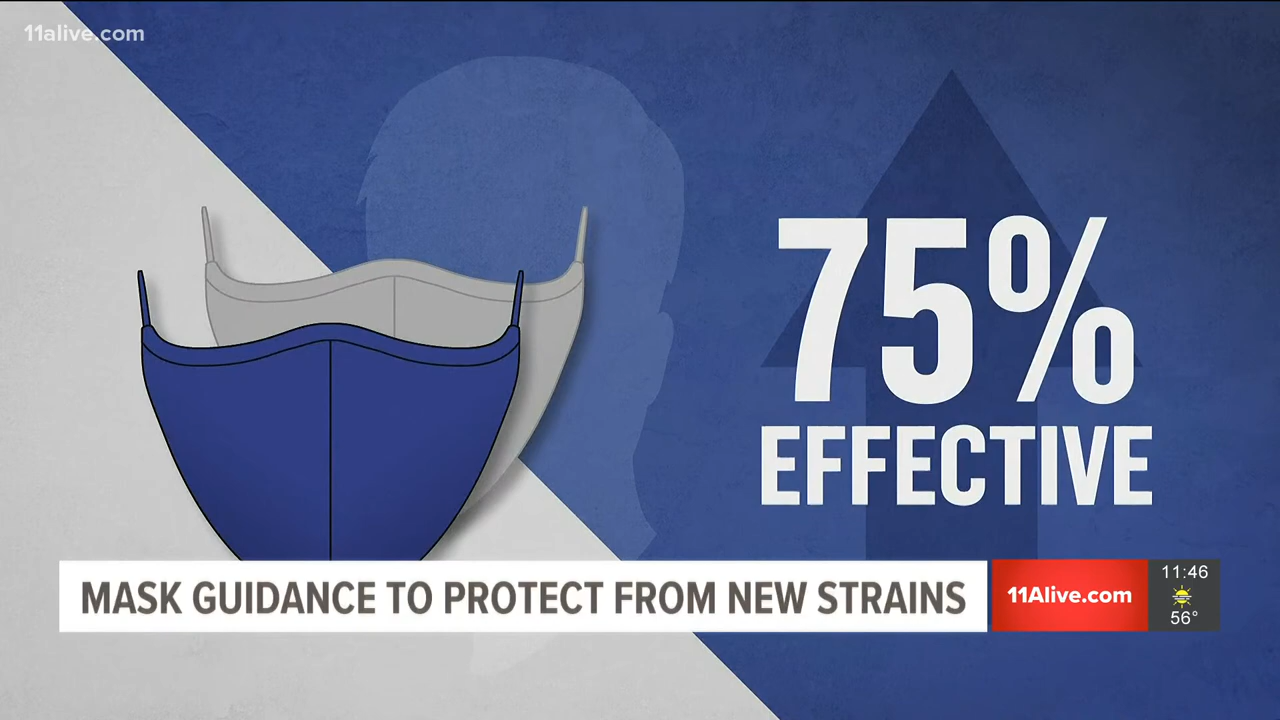 11alive.com
75%
EFFECTIVE
MASK GUIDANCE TO PROTECT FROM NEW STRAINS
11Alive.com
11:46
56°